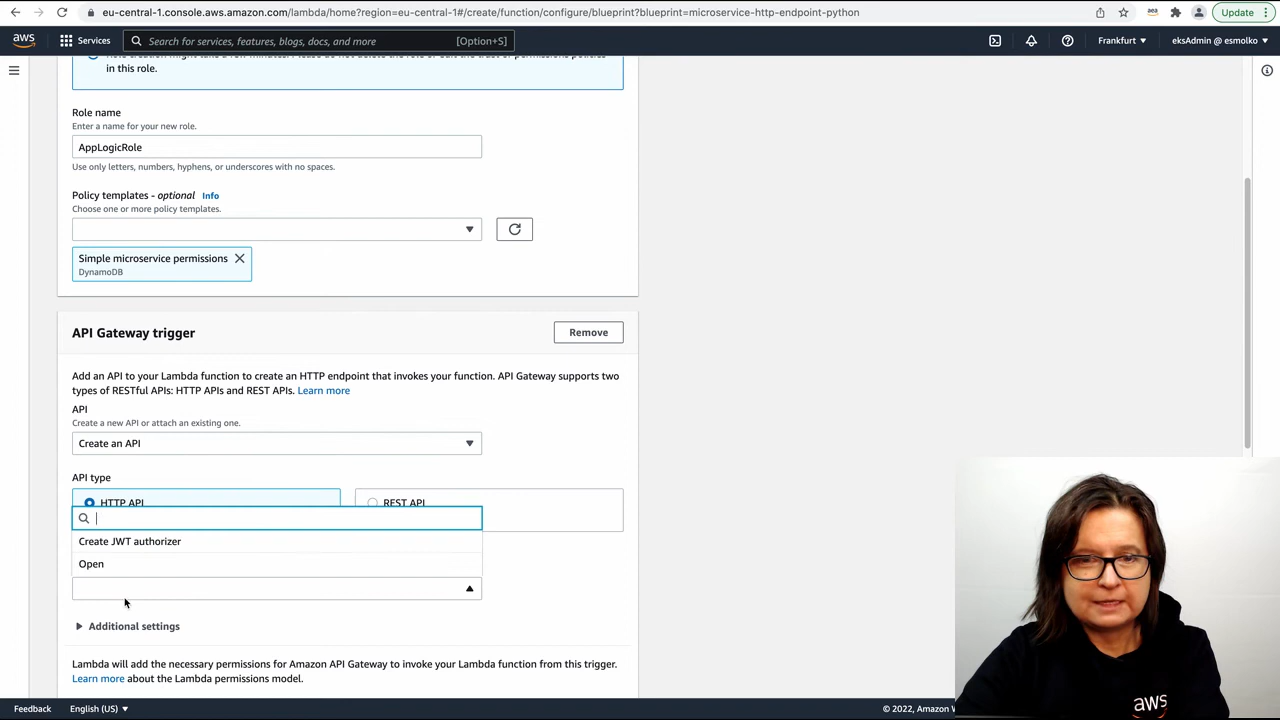 eu-central-1.console.aws.amazon.com/lambda/home?region=eu-central-1#/create/function/configure/blueprint?blueprint=microservice-http-endpoint-python
aea
Update
aws
Services
Search for services, features, blogs, docs, and more
[Option+S]
Frankfurt
eksAdmin @ esmolko
in this role.
Role name
Enter a name for your new role.
AppLogicRole
Use only letters, numbers, hyphens, or underscores with no spaces.
Policy templates - optional Info
Choose one or more policy templates.
Simple microservice permissions
DynamoDB
API Gateway trigger
Remove
Add an API to your Lambda function to create an HTTP endpoint that invokes your function. API Gateway supports two
types of RESTful APIs: HTTP APIs and REST APIs. Learn more
API
Create a new API or attach an existing one.
Create an API
API type
HTTP API
REST API
Create JWT authorizer
Open
Additional settings
Lambda will add the necessary permissions for Amazon API Gateway to invoke your Lambda function from this trigger.
Learn more about the Lambda permissions model.
Feedback
English (US)
© 2022, Amazon
aws